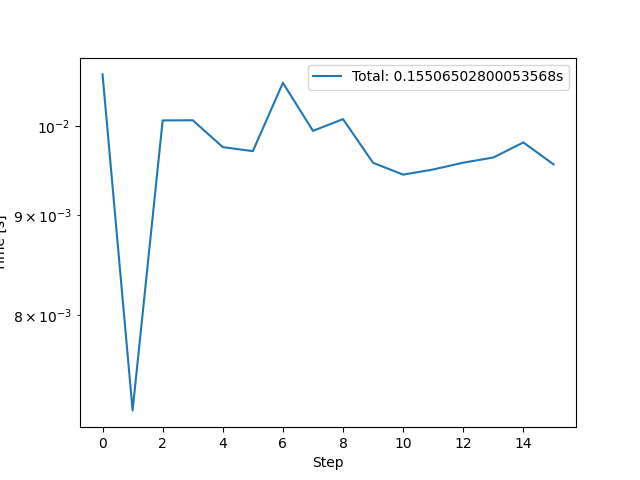 Total: 0.15506502800053568s
10⁻²
9 × 10⁻³
8 × 10⁻³
[s]
0 2 4 6 8 10 12 14
Step